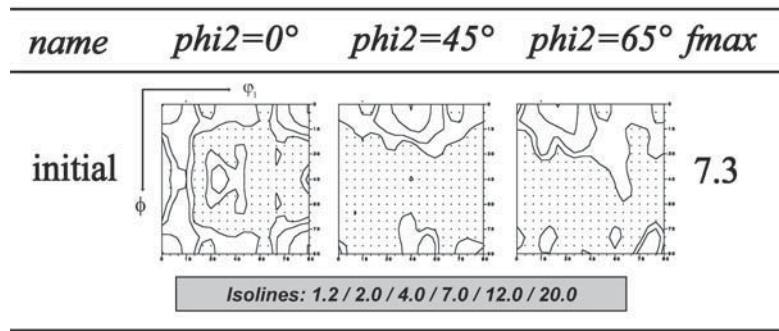 name phi2=0° phi2=45° phi2=65° fmax
φ1
initial
ϕ
7.3
Isolines: 1.2 / 2.0 / 4.0 / 7.0 / 12.0 / 20.0